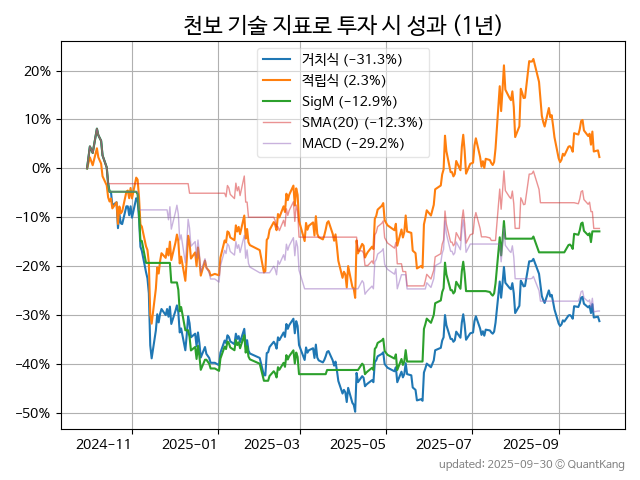 천보 기술 지표로 투자 시 성과 (1년)
거치식 (−31.3%)
적립식 (2.3%)
SigM (−12.9%)
SMA(20) (−12.3%)
MACD (−29.2%)
20%
10%
0%
−10%
−20%
−30%
−40%
−50%
2024−11
2025−01
2025−03
2025−05
2025−07
2025−09
updated: 2025-09-30 © QuantKang